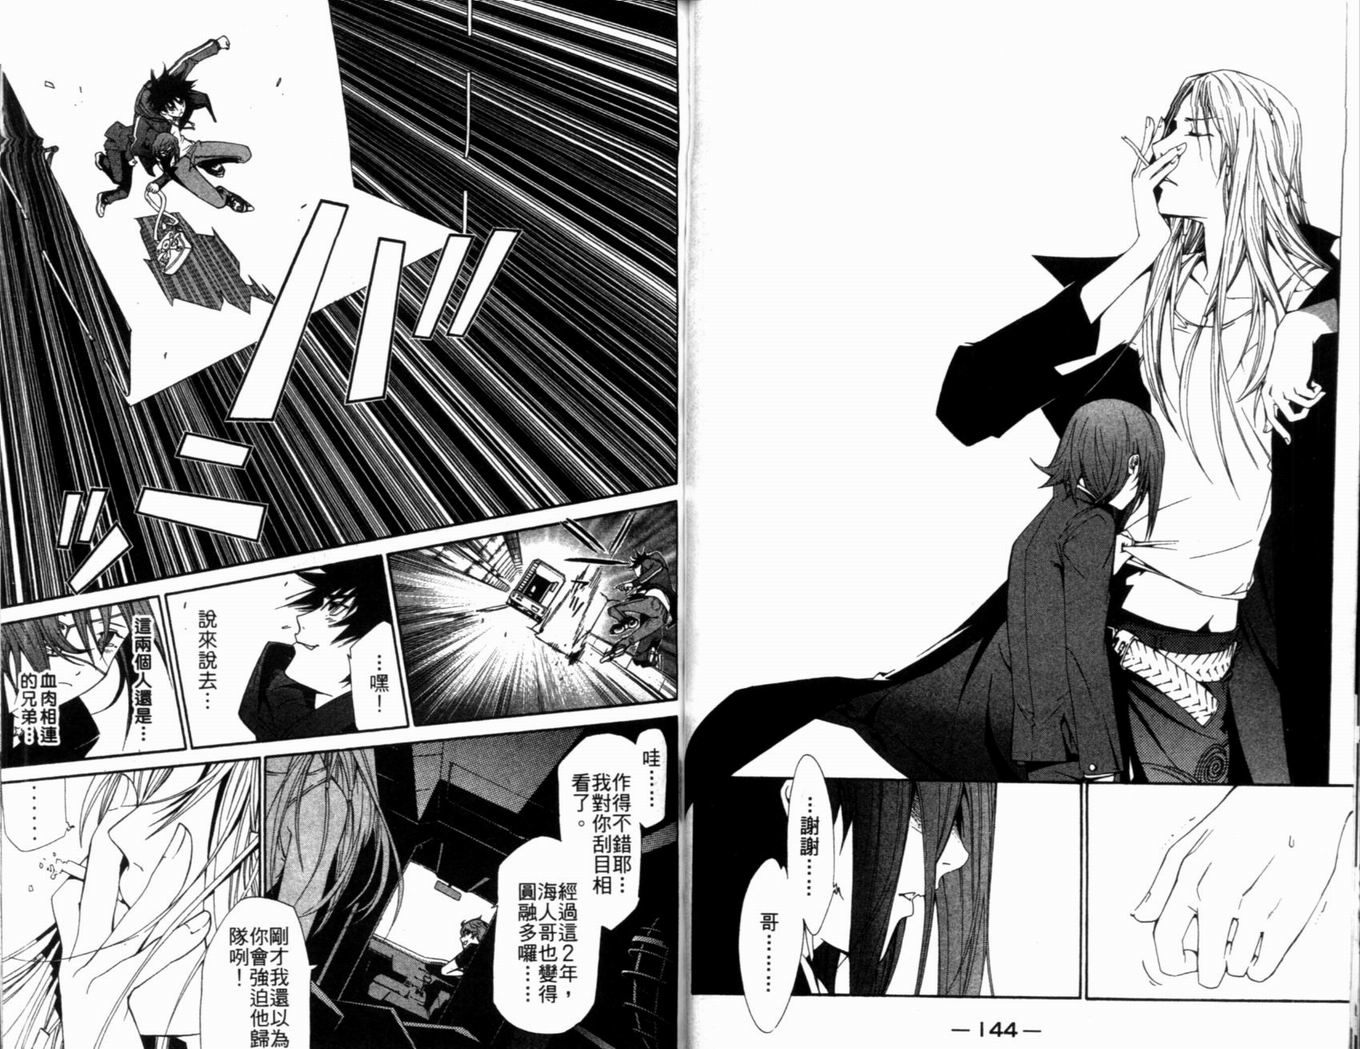 …謝謝……
哥………
—144—
…嘿！
說來說去…
這兩個人還是…
血肉相連
的兄弟…
哇……
作得不錯耶…
我對你刮目相
看了。
經過這2年，
海人哥也變得
圓融多囉……
剛才我還以為
你會強迫他歸
隊咧！
……